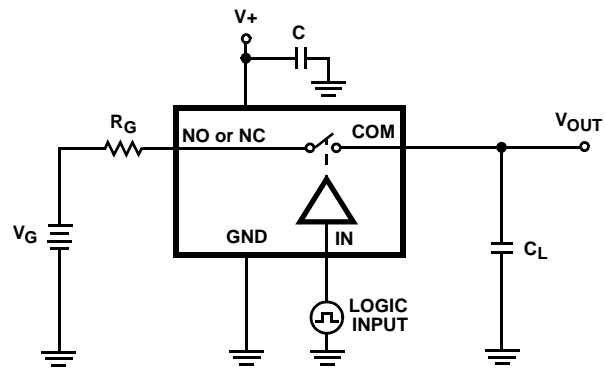 V+
C
RG
NO or NC
COM
VOUT
VG
GND
IN
CL
LOGIC
INPUT